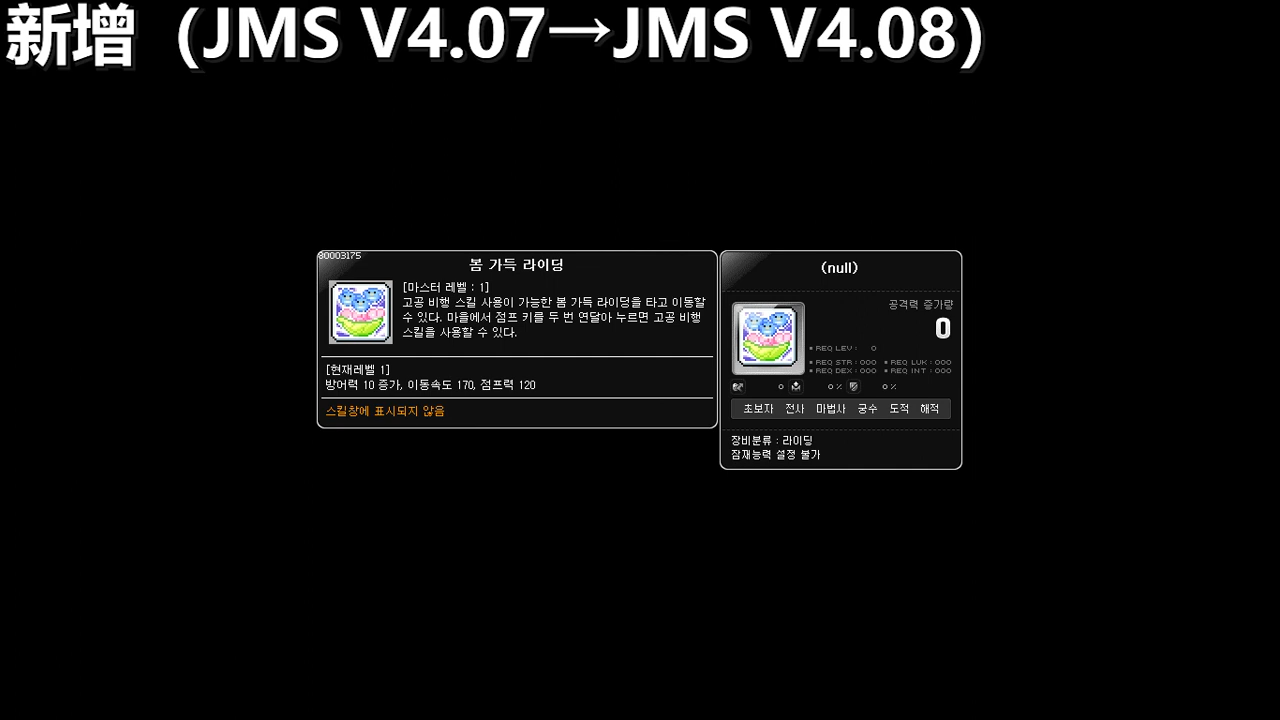 新增（JMS V4.07→JMS V4.08）
80003175
봄 가득 라이딩
[마스터 레벨 : 1]
고공 비행 스킬 사용이 가능한 봄 가득 라이딩을 타고 이동할
수 있다. 마을에서 점프 키를 두 번 연달아 누르면 고공 비행
스킬을 사용할 수 있다.
[현재레벨 1]
방어력 10 증가, 이동속도 170, 점프력 120
스킬창에 표시되지 않음
(null)
공격력 증가량
0
REQ LEV : 0
REQ STR : 000 REQ LUK : 000
REQ DEX : 000 REQ INT : 000
0 0 % 0 %
초보자 전사 마법사 궁수 도적 해적
장비분류 : 라이딩
잠재능력 설정 불가